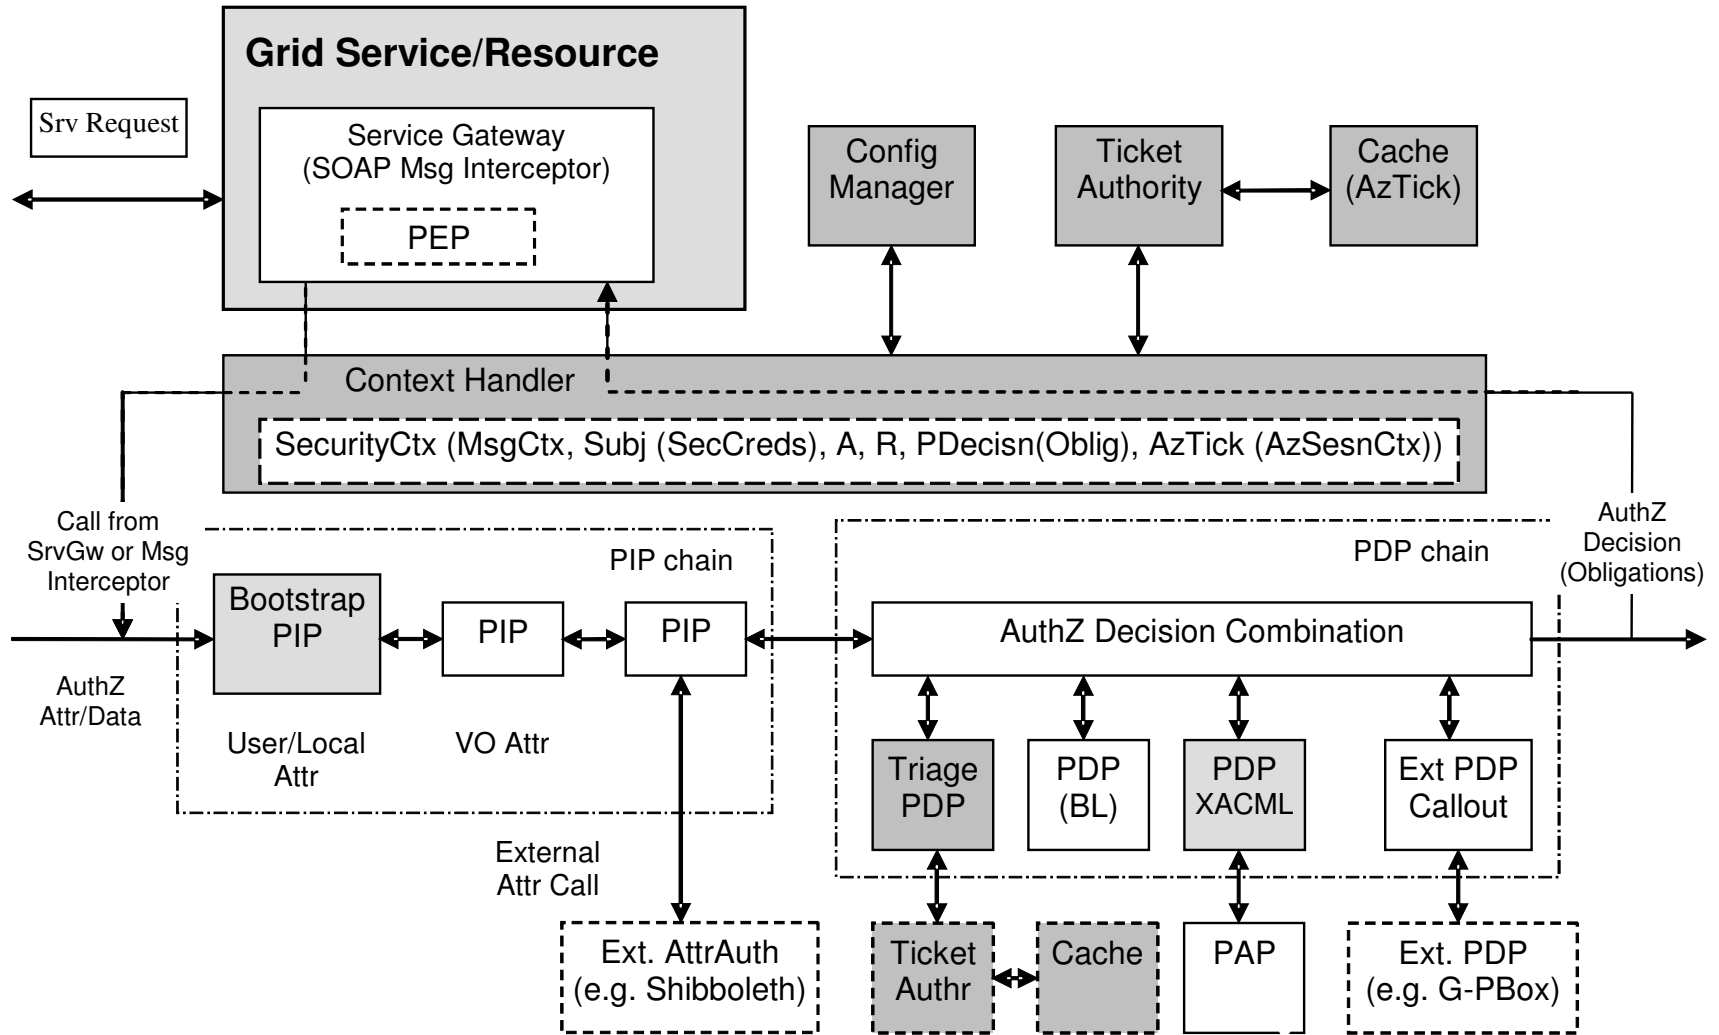 Grid Service/Resource
Srv Request
Service Gateway
(SOAP Msg Interceptor)
PEP
Config
Manager
Ticket
Authority
Cache
(AzTick)
Context Handler
SecurityCtx (MsgCtx, Subj (SecCreds), A, R, PDecisn(Oblig), AzTick (AzSesnCtx))
Call from
SrvGw or Msg
Interceptor
PIP chain
PDP chain
AuthZ
Decision
(Obligations)
Bootstrap
PIP
PIP
PIP
AuthZ Decision Combination
AuthZ
Attr/Data
User/Local
Attr
VO Attr
Triage
PDP
PDP
(BL)
PDP
XACML
Ext PDP
Callout
External
Attr Call
Ext. AttrAuth
(e.g. Shibboleth)
Ticket
Authr
Cache
PAP
Ext. PDP
(e.g. G-PBox)